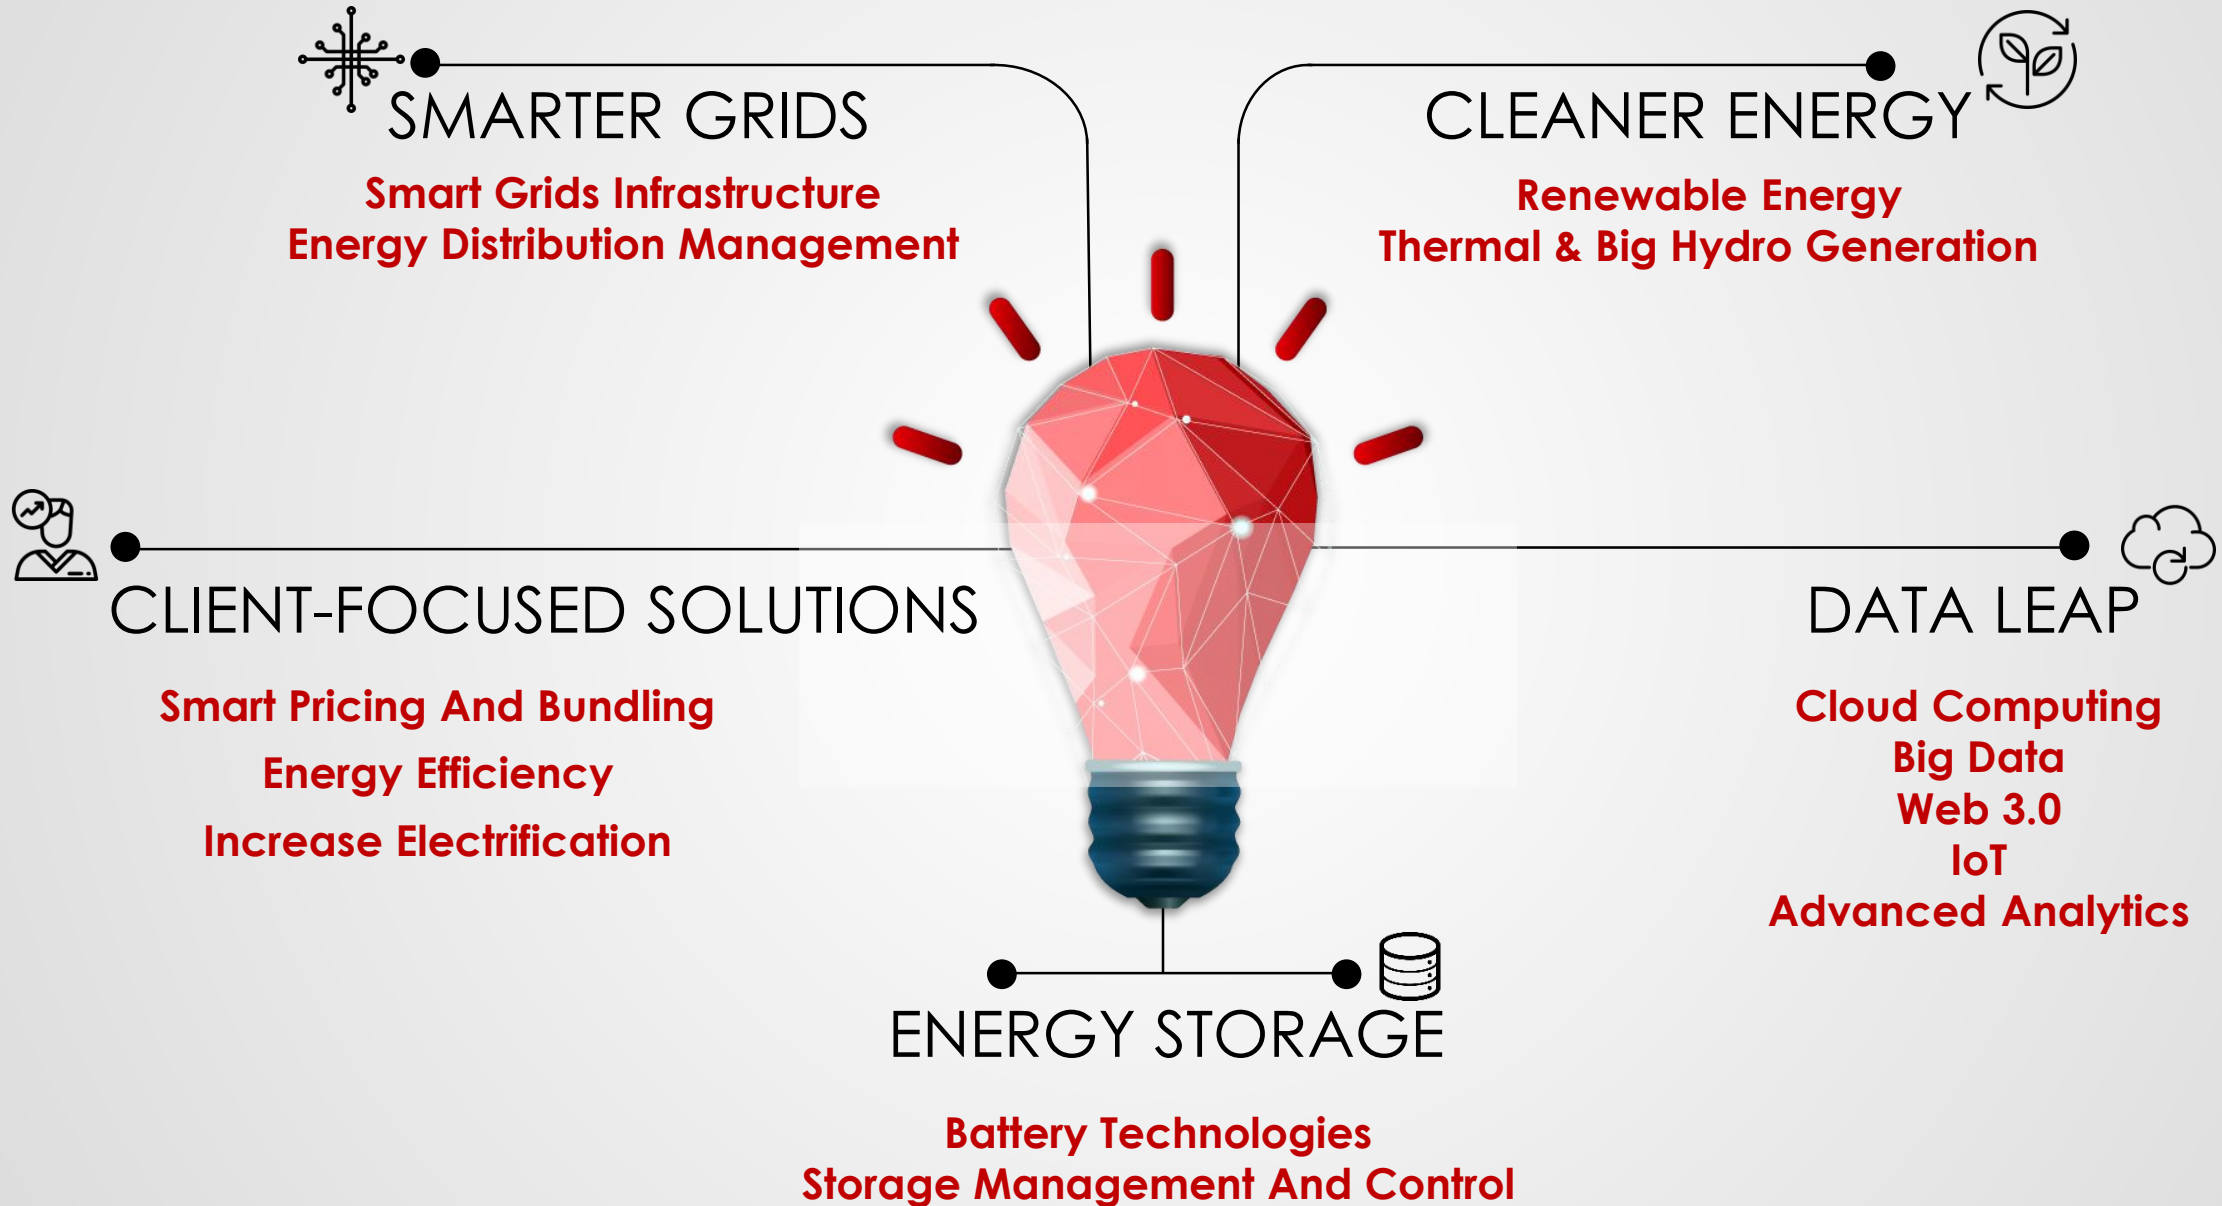 SMARTER GRIDS
Smart Grids Infrastructure
Energy Distribution Management
CLEANER ENERGY
Renewable Energy
Thermal & Big Hydro Generation
CLIENT-FOCUSED SOLUTIONS
Smart Pricing And Bundling
Energy Efficiency
Increase Electrification
DATA LEAP
Cloud Computing
Big Data
Web 3.0
IoT
Advanced Analytics
ENERGY STORAGE
Battery Technologies
Storage Management And Control